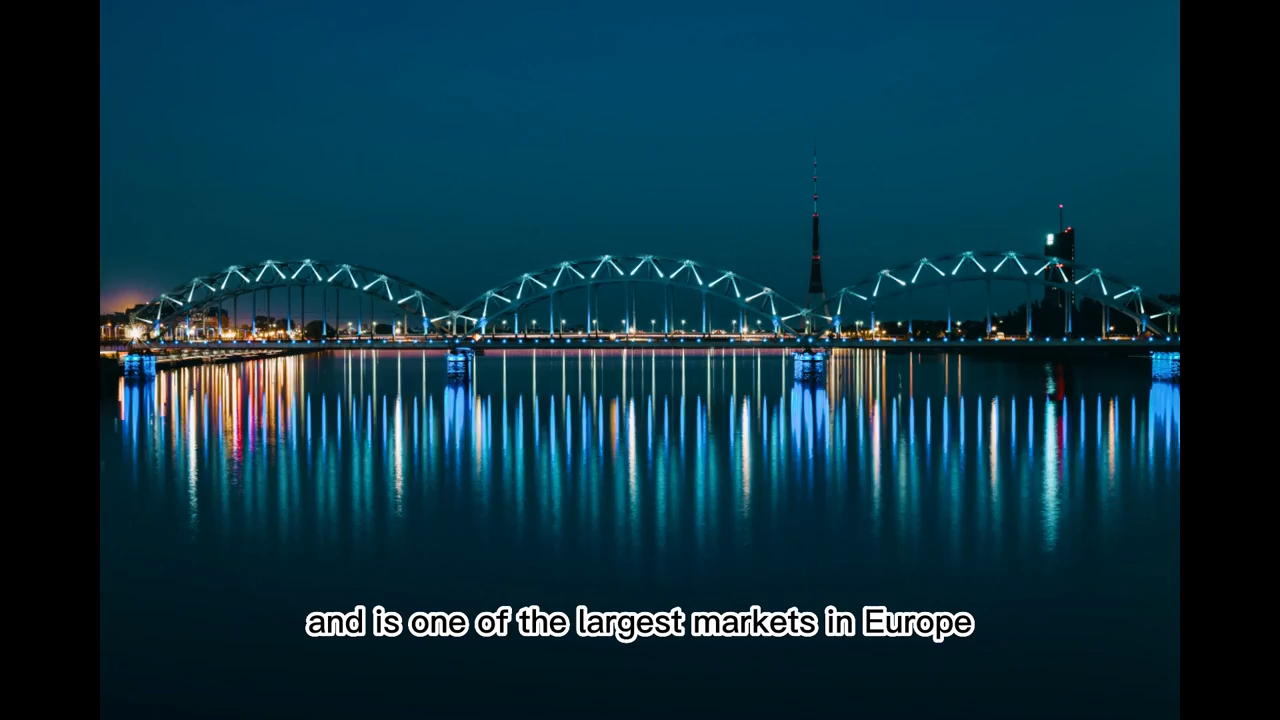 and is one of the largest markets in Europe